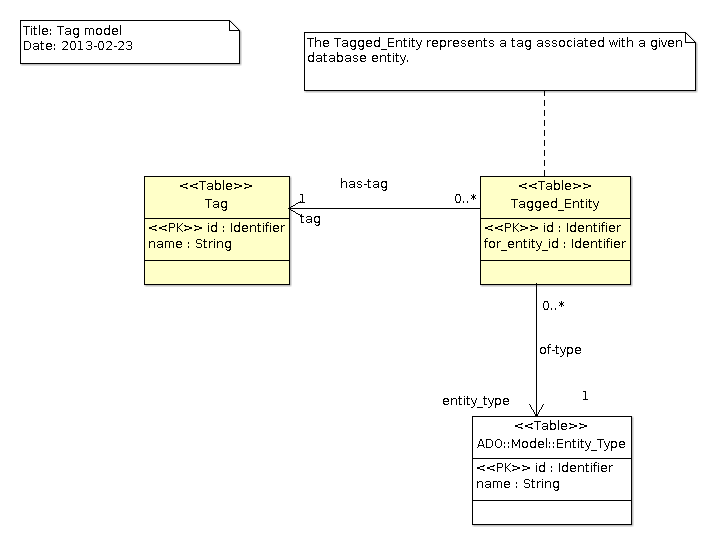 Title: Tag model
Date: 2013-02-23
The Tagged_Entity represents a tag associated with a given
database entity.
<<Table>>
Tag
<<PK>> id : Identifier
name : String
has-tag
1
0..*
tag
<<Table>>
Tagged_Entity
<<PK>> id : Identifier
for_entity_id : Identifier
0..*
of-type
1
entity_type
<<Table>>
ADO::Model::Entity_Type
<<PK>> id : Identifier
name : String